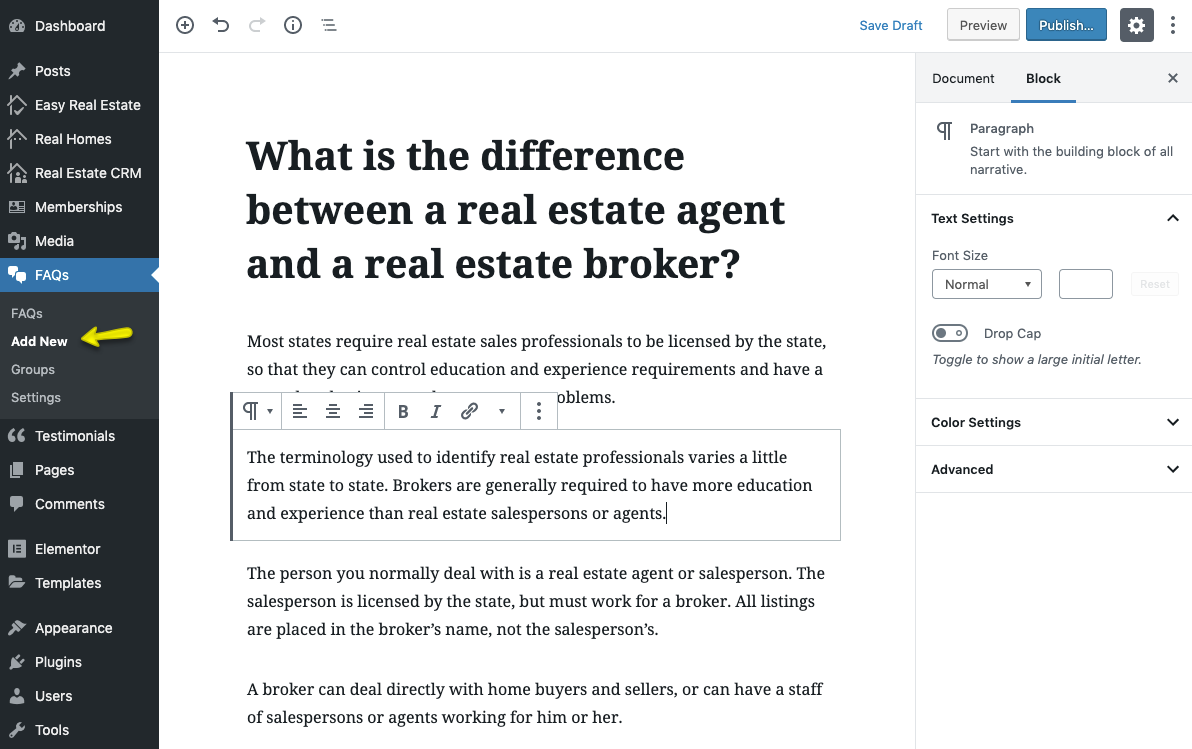 Dashboard
Posts
Easy Real Estate
Real Homes
Real Estate CRM
Memberships
Media
FAQs
FAQs
Add New
Groups
Settings
Testimonials
Pages
Comments
Elementor
Templates
Appearance
Plugins
Users
Tools
Save Draft
Preview
Publish...
What is the difference
between a real estate agent
and a real estate broker?
Most states require real estate sales professionals to be licensed by the state,
so that they can control education and experience requirements and have a
B I
The terminology used to identify real estate professionals varies a little
from state to state. Brokers are generally required to have more education
and experience than real estate salespersons or agents.
The person you normally deal with is a real estate agent or salesperson. The
salesperson is licensed by the state, but must work for a broker. All listings
are placed in the broker’s name, not the salesperson’s.
A broker can deal directly with home buyers and sellers, or can have a staff
of salespersons or agents working for him or her.
Document
Block
Paragraph
Start with the building block of all
narrative.
Text Settings
Font Size
Normal
Reset
Drop Cap
Toggle to show a large initial letter.
Color Settings
Advanced